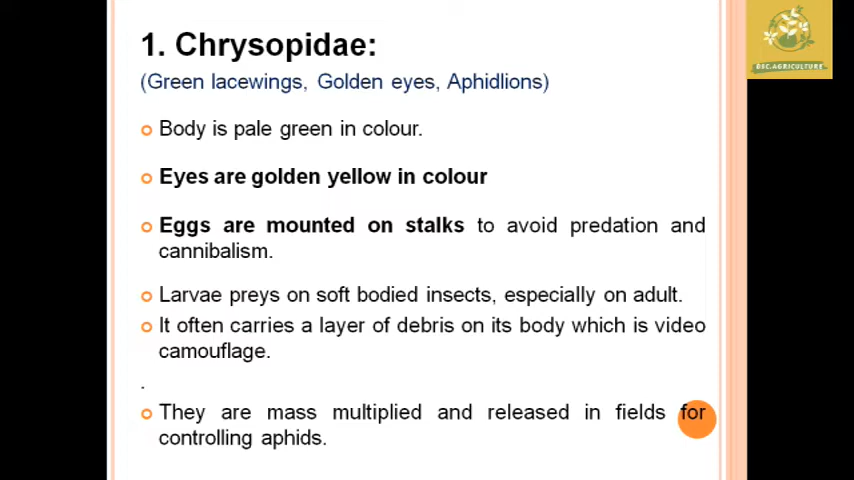 1. Chrysopidae:
(Green lacewings, Golden eyes, Aphidlions)
Body is pale green in colour.
Eyes are golden yellow in colour
Eggs are mounted on stalks to avoid predation and
cannibalism.
Larvae preys on soft bodied insects, especially on adult.
It often carries a layer of debris on its body which is video
camouflage.
.
They are mass multiplied and released in fields for
controlling aphids.
BSC.AGRICULTURE